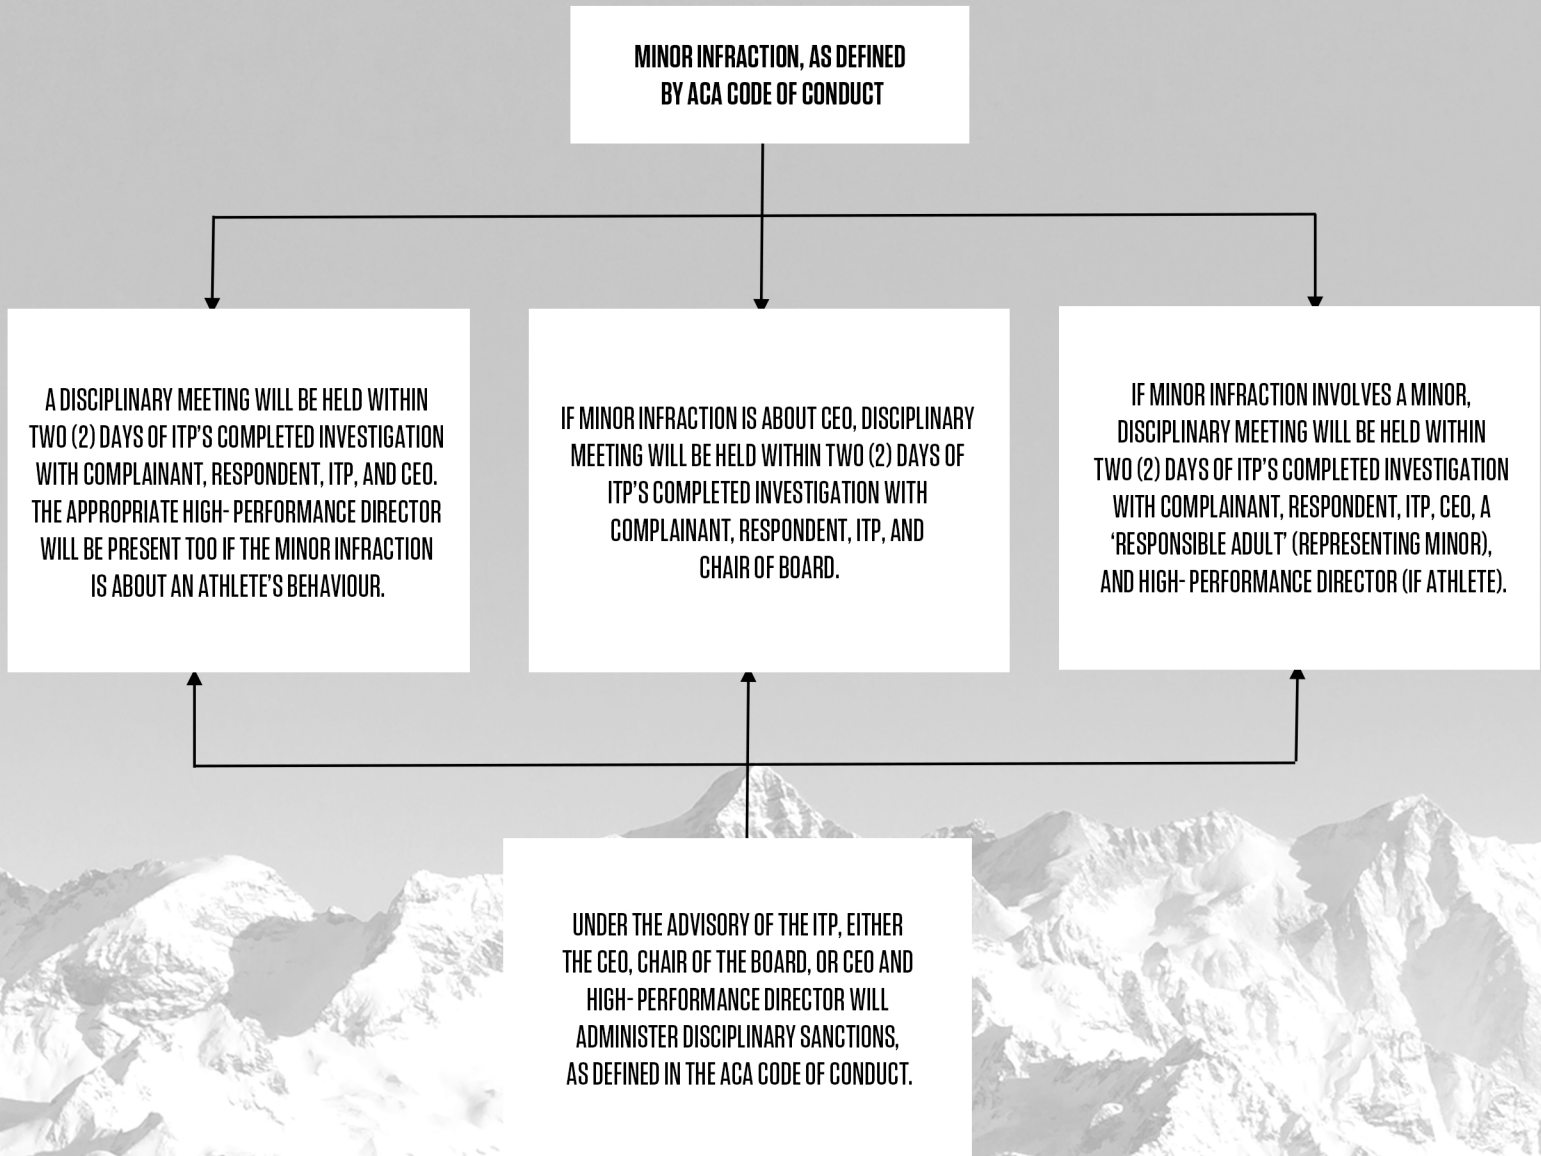 MINOR INFRACTION, AS DEFINED
BY ACA CODE OF CONDUCT
A DISCIPLINARY MEETING WILL BE HELD WITHIN
TWO (2) DAYS OF ITP'S COMPLETED INVESTIGATION
WITH COMPLAINANT, RESPONDENT, ITP, AND CEO.
THE APPROPRIATE HIGH- PERFORMANCE DIRECTOR
WILL BE PRESENT TOO IF THE MINOR INFRACTION
IS ABOUT AN ATHLETE'S BEHAVIOUR.
IF MINOR INFRACTION IS ABOUT CEO, DISCIPLINARY
MEETING WILL BE HELD WITHIN TWO (2) DAYS OF
ITP'S COMPLETED INVESTIGATION WITH
COMPLAINANT, RESPONDENT, ITP, AND
CHAIR OF BOARD.
IF MINOR INFRACTION INVOLVES A MINOR,
DISCIPLINARY MEETING WILL BE HELD WITHIN
TWO (2) DAYS OF ITP'S COMPLETED INVESTIGATION
WITH COMPLAINANT, RESPONDENT, ITP, CEO, A
‘RESPONSIBLE ADULT’ (REPRESENTING MINOR),
AND HIGH- PERFORMANCE DIRECTOR (IF ATHLETE).
UNDER THE ADVISORY OF THE ITP, EITHER
THE CEO, CHAIR OF THE BOARD, OR CEO AND
HIGH- PERFORMANCE DIRECTOR WILL
ADMINISTER DISCIPLINARY SANCTIONS,
AS DEFINED IN THE ACA CODE OF CONDUCT.